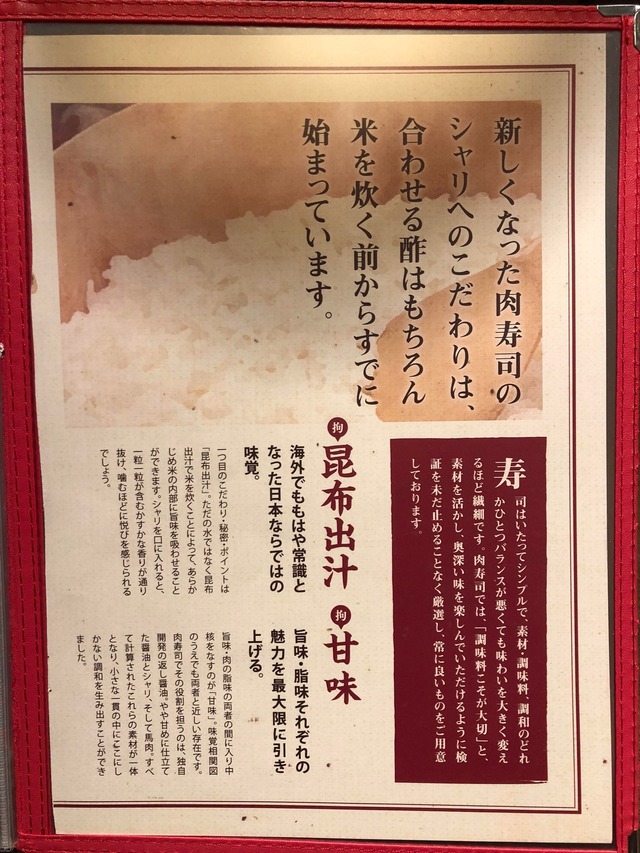 新しくなった肉寿司の
シャリへのこだわりは、
合わせる酢はもちろん
米を炊く前からすでに
始まっています。
寿司はいたってシンプルで、素材・調味料、調和のどれ
かひとつバランスが悪くても味わいを大きく変え
るほど繊細です。肉寿司では、「調味料こそが大切」と、
素材を活かし、奥深い味を楽しんでいただけるように検
証を未だ止めることなく厳選し、常に良いものをご用意
しております。
拘
昆布出汁
海外でももはや常識と
なった日本ならではの
味覚。
一つ目のこだわり・秘密・ポイントは
「昆布出汁」。ただの水ではなく昆布
出汁で米を炊くことによって、あらか
じめ米の内部に旨味を吸わせること
ができます。シャリを口に入れると、
一粒一粒が含むかすかな香りが通り
抜け、噛むほどに悦びを感じられる
でしょう。
拘
甘味
旨味・脂味それぞれの
魅力を最大限に引き
上げる。
旨味・肉の脂味の両者の間に入り中
核をなすのが「甘味」。味覚相関図
のうえでも両者と近しい存在です。
肉寿司でその役割を担うのは、独自
開発の返し醤油。やや甘めに仕立て
た醤油とシャリ、そして馬肉。すべ
て計算されたこれらの素材が一体
となり、小さな一貫の中にここにし
かない調和を生み出すことができ
ました。